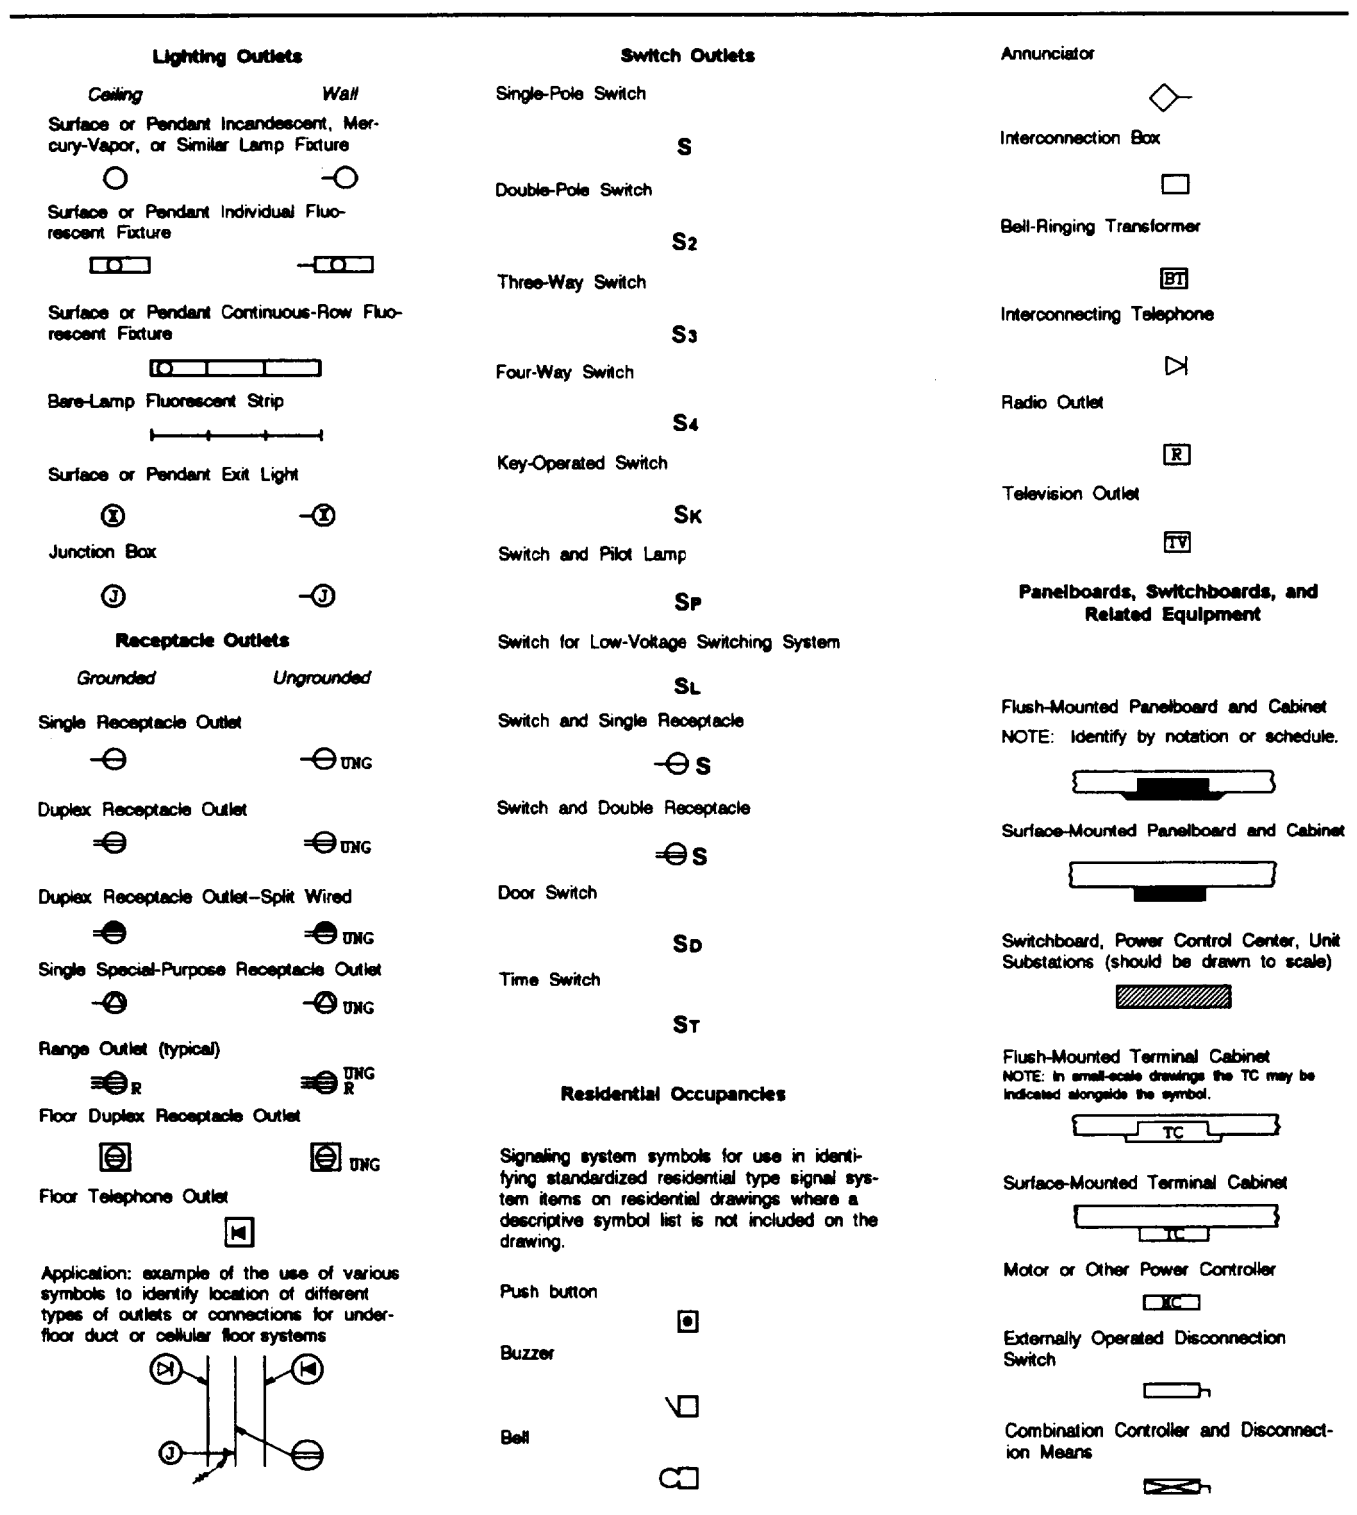 Lighting Outlets
Ceiling Wall
Surface or Pendant Incandescent, Mer-
cury-Vapor, or Similar Lamp Fixture
Surface or Pendant Individual Fluo-
rescent Fixture
Surface or Pendant Continuous-Row Fluo-
rescent Fixture
Bare-Lamp Fluorescent Strip
Surface or Pendant Exit Light
X X
Junction Box
J J
Receptacle Outlets
Grounded Ungrounded
Single Receptacle Outlet
UNG
Duplex Receptacle Outlet
UNG
Duplex Receptacle Outlet–Split Wired
UNG
Single Special-Purpose Receptacle Outlet
UNG
Range Outlet (typical)
R UNG
R
Floor Duplex Receptacle Outlet
UNG
Floor Telephone Outlet
Application: example of the use of various
symbols to identify location of different
types of outlets or connections for under-
floor duct or cellular floor systems
J
Switch Outlets
Single-Pole Switch
S
Double-Pole Switch
S2
Three-Way Switch
S3
Four-Way Switch
S4
Key-Operated Switch
SK
Switch and Pilot Lamp
SP
Switch for Low-Voltage Switching System
SL
Switch and Single Receptacle
S
Switch and Double Receptacle
S
Door Switch
SD
Time Switch
ST
Residential Occupancies
Signaling system symbols for use in identi-
fying standardized residential type signal sys-
tem items on residential drawings where a
descriptive symbol list is not included on the
drawing.
Push button
Buzzer
Bell
Annunciator
Interconnection Box
Bell-Ringing Transformer
BT
Interconnecting Telephone
Radio Outlet
R
Television Outlet
TV
Panelboards, Switchboards, and
Related Equipment
Flush-Mounted Panelboard and Cabinet
NOTE: Identify by notation or schedule.
Surface-Mounted Panelboard and Cabinet
Switchboard, Power Control Center, Unit
Substations (should be drawn to scale)
Flush-Mounted Terminal Cabinet
NOTE: In small-scale drawings the TC may be
indicated alongside the symbol.
TC
Surface-Mounted Terminal Cabinet
TC
Motor or Other Power Controller
MC
Externally Operated Disconnection
Switch
Combination Controller and Disconnect-
ion Means